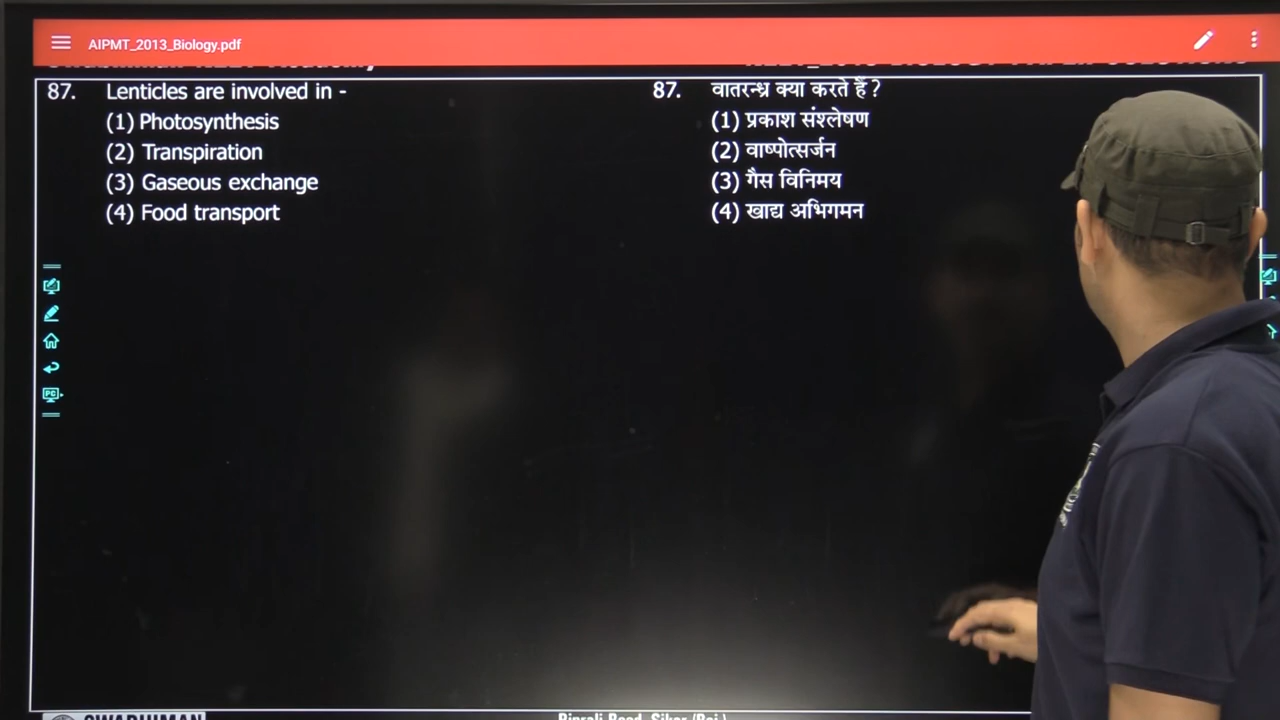 AIPMT_2013_Biology.pdf
87. Lenticles are involved in -
(1) Photosynthesis
(2) Transpiration
(3) Gaseous exchange
(4) Food transport
87. वातरन्ध्र क्या करते हैं ?
(1) प्रकाश संश्लेषण
(2) वाष्पोत्सर्जन
(3) गैस विनिमय
(4) खाद्य अभिगमन
PC